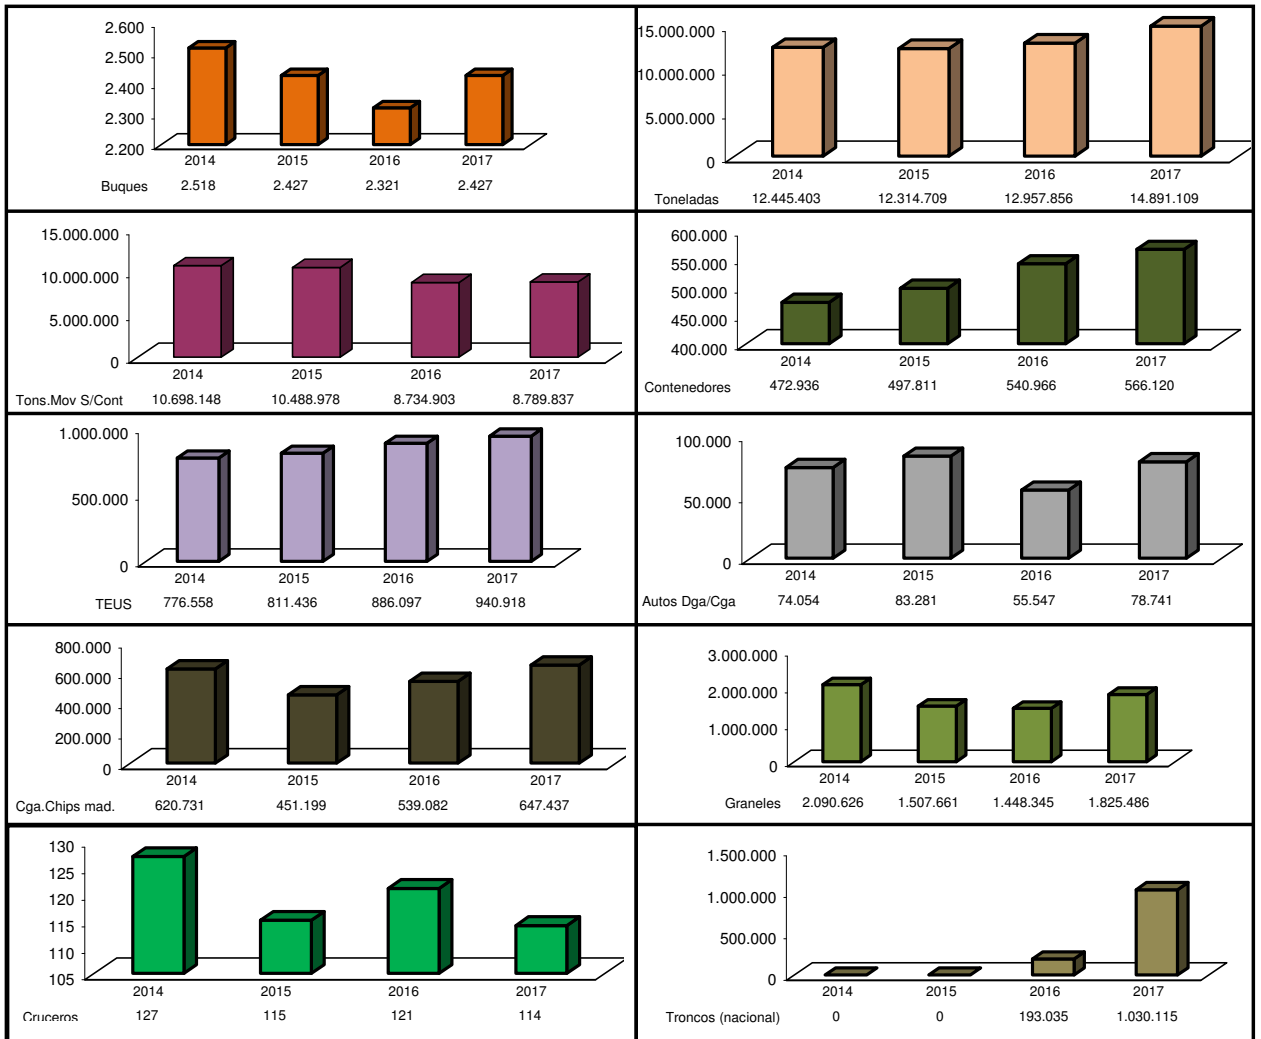 2.600
2.500
2.400
2.300
2.200
2014 2015 2016 2017
Buques 2.518 2.427 2.321 2.427
15.000.000
10.000.000
5.000.000
0
2014 2015 2016 2017
Toneladas 12.445.403 12.314.709 12.957.856 14.891.109
15.000.000
10.000.000
5.000.000
0
2014 2015 2016 2017
Tons.Mov S/Cont 10.698.148 10.488.978 8.734.903 8.789.837
600.000
550.000
500.000
450.000
400.000
2014 2015 2016 2017
Contenedores 472.936 497.811 540.966 566.120
1.000.000
500.000
0
2014 2015 2016 2017
TEUS 776.558 811.436 886.097 940.918
100.000
50.000
0
2014 2015 2016 2017
Autos Dga/Cga 74.054 83.281 55.547 78.741
800.000
600.000
400.000
200.000
0
2014 2015 2016 2017
Cga.Chips mad. 620.731 451.199 539.082 647.437
3.000.000
2.000.000
1.000.000
0
2014 2015 2016 2017
Graneles 2.090.626 1.507.661 1.448.345 1.825.486
130
125
120
115
110
105
2014 2015 2016 2017
Cruceros 127 115 121 114
1.500.000
1.000.000
500.000
0
2014 2015 2016 2017
Troncos (nacional) 0 0 193.035 1.030.115